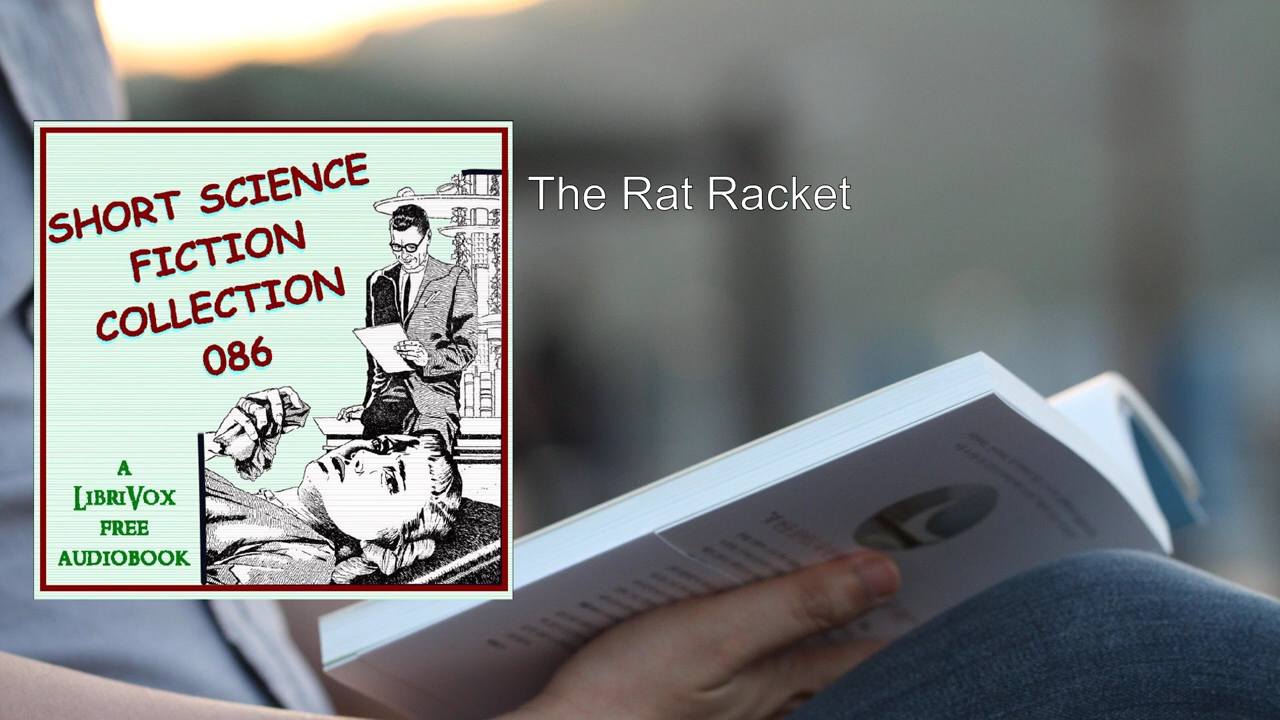 SHORT SCIENCE
FICTION
COLLECTION
086
A
LIBRIVOX
FREE
AUDIOBOOK
The Rat Racket